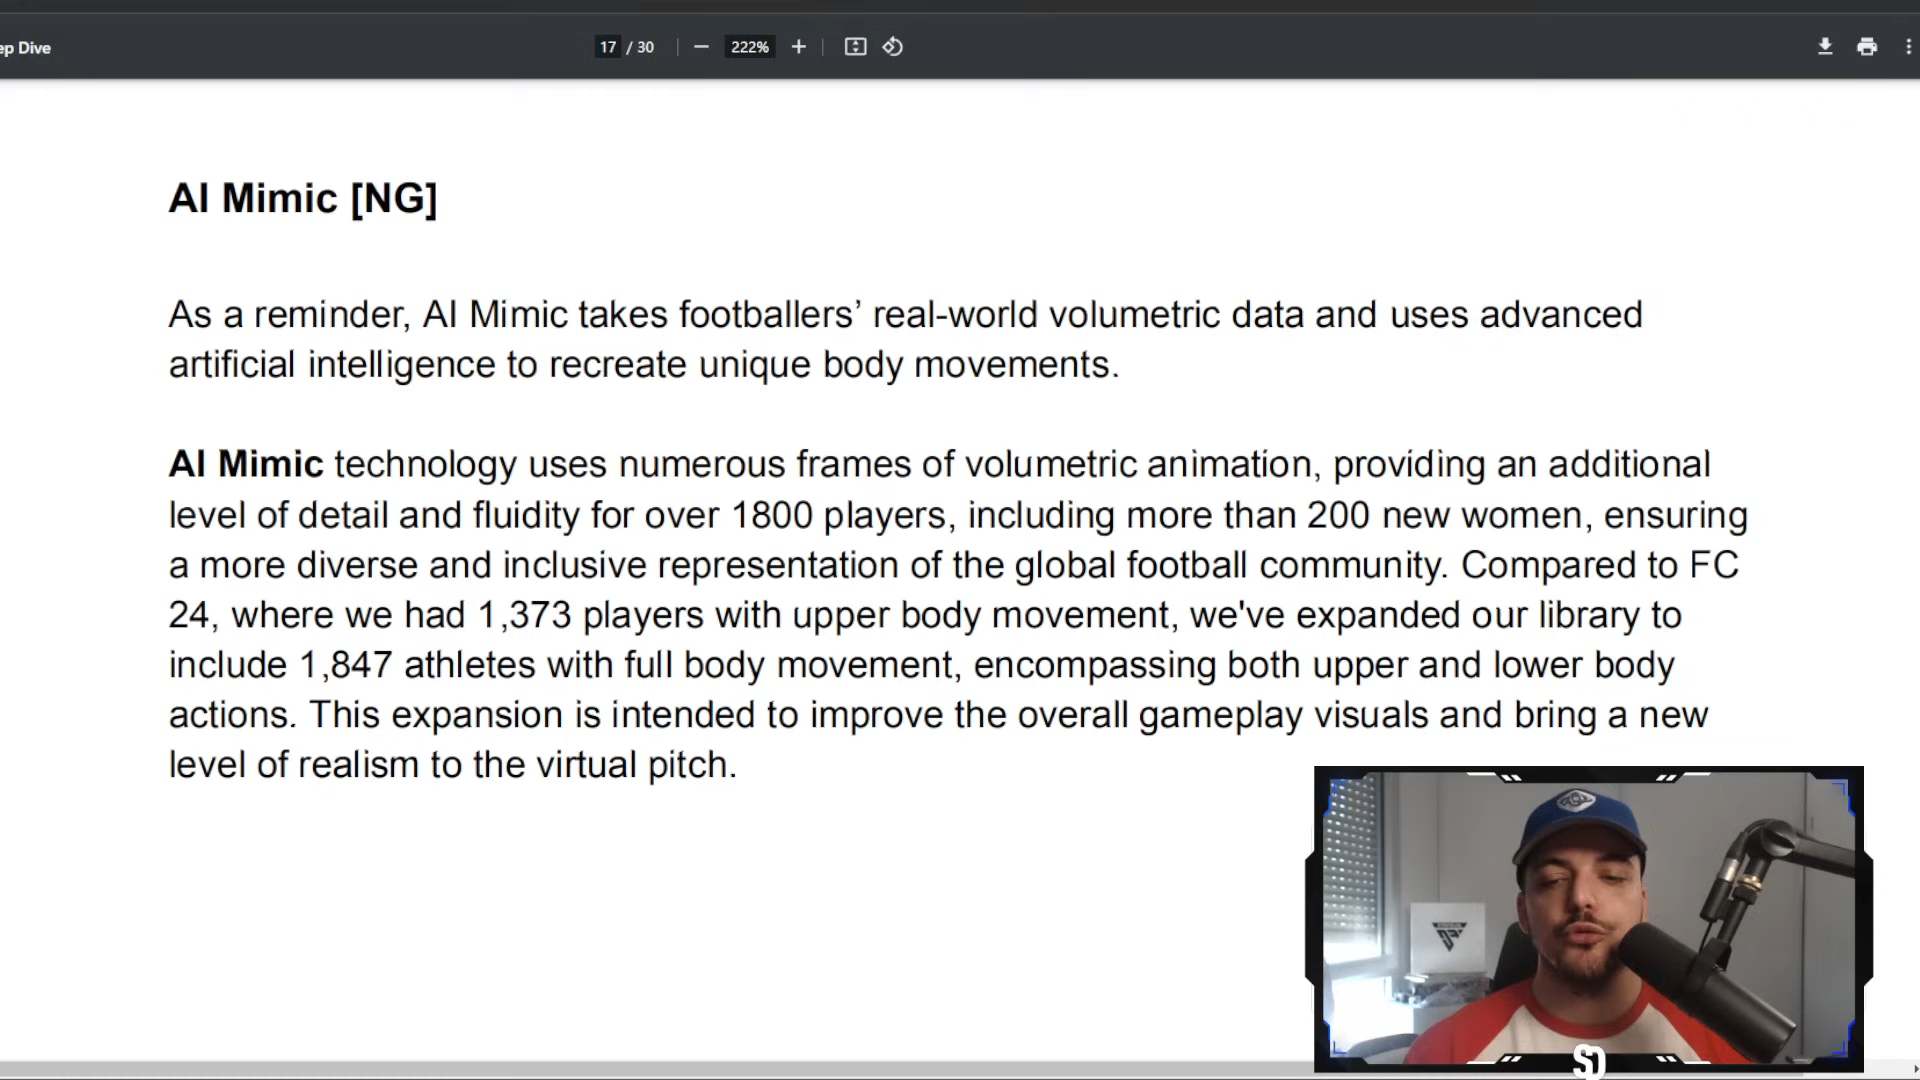 ep Dive
17 / 30
222%
AI Mimic [NG]
As a reminder, AI Mimic takes footballers’ real-world volumetric data and uses advanced
artificial intelligence to recreate unique body movements.
AI Mimic technology uses numerous frames of volumetric animation, providing an additional
level of detail and fluidity for over 1800 players, including more than 200 new women, ensuring
a more diverse and inclusive representation of the global football community. Compared to FC
24, where we had 1,373 players with upper body movement, we've expanded our library to
include 1,847 athletes with full body movement, encompassing both upper and lower body
actions. This expansion is intended to improve the overall gameplay visuals and bring a new
level of realism to the virtual pitch.